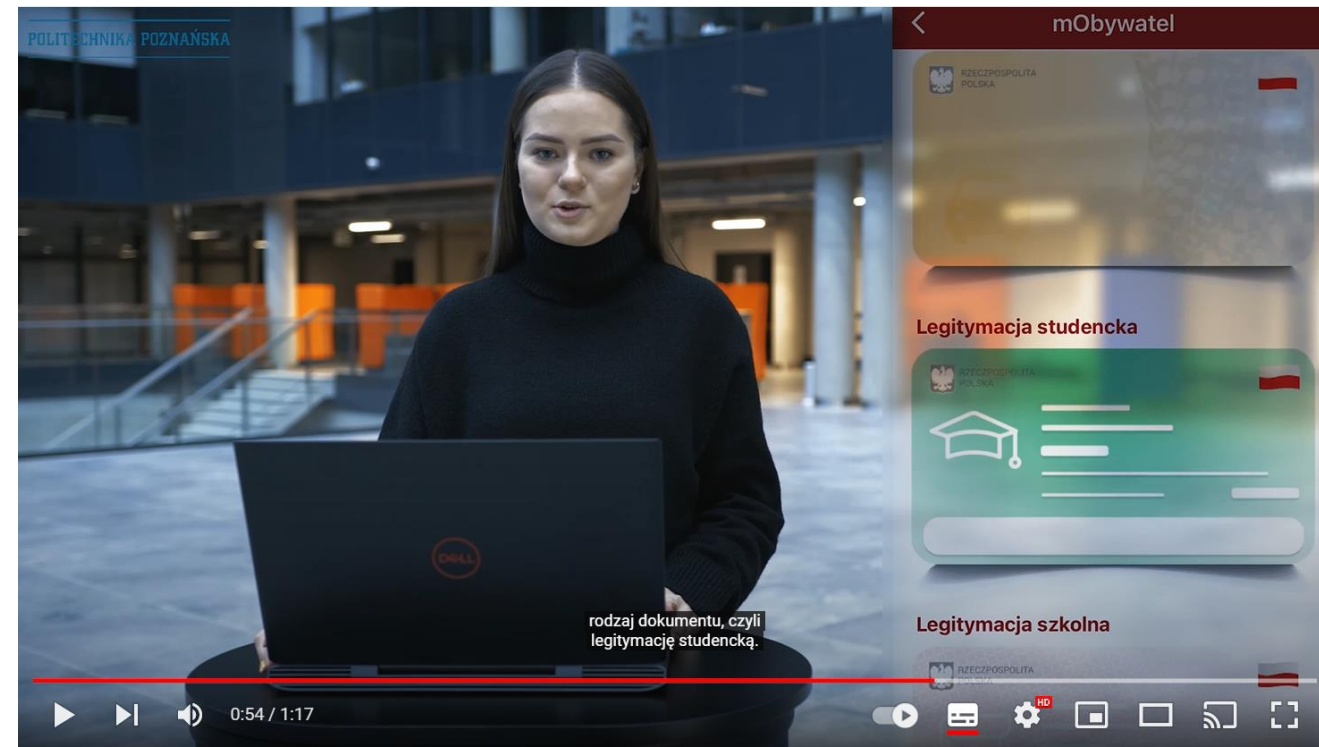 POLITECHNIKA POZNAŃSKA
mObywatel
RZECZPOSPOLITA
POLSKA
Legitymacja studencka
RZECZPOSPOLITA
POLSKA
DELL
rodzaj dokumentu, czyli
legitymację studencką.
Legitymacja szkolna
RZECZPOSPOLITA
POLSKA
0:54 / 1:17
HD